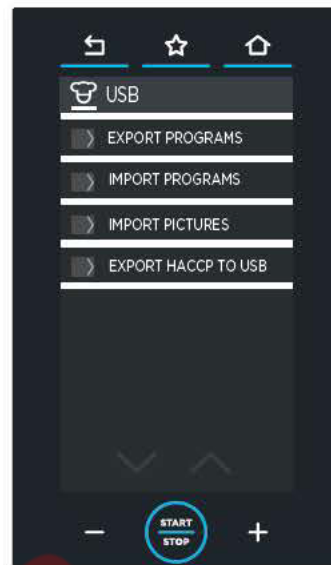 USB
EXPORT PROGRAMS
IMPORT PROGRAMS
IMPORT PICTURES
EXPORT HACCP TO USB
START
STOP